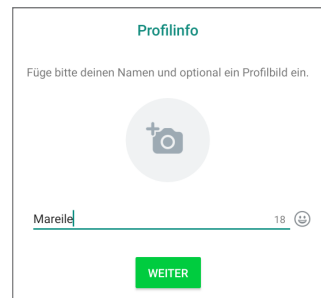 Profilinfo
Füge bitte deinen Namen und optional ein Profilbild ein.
Mareile 18
WEITER